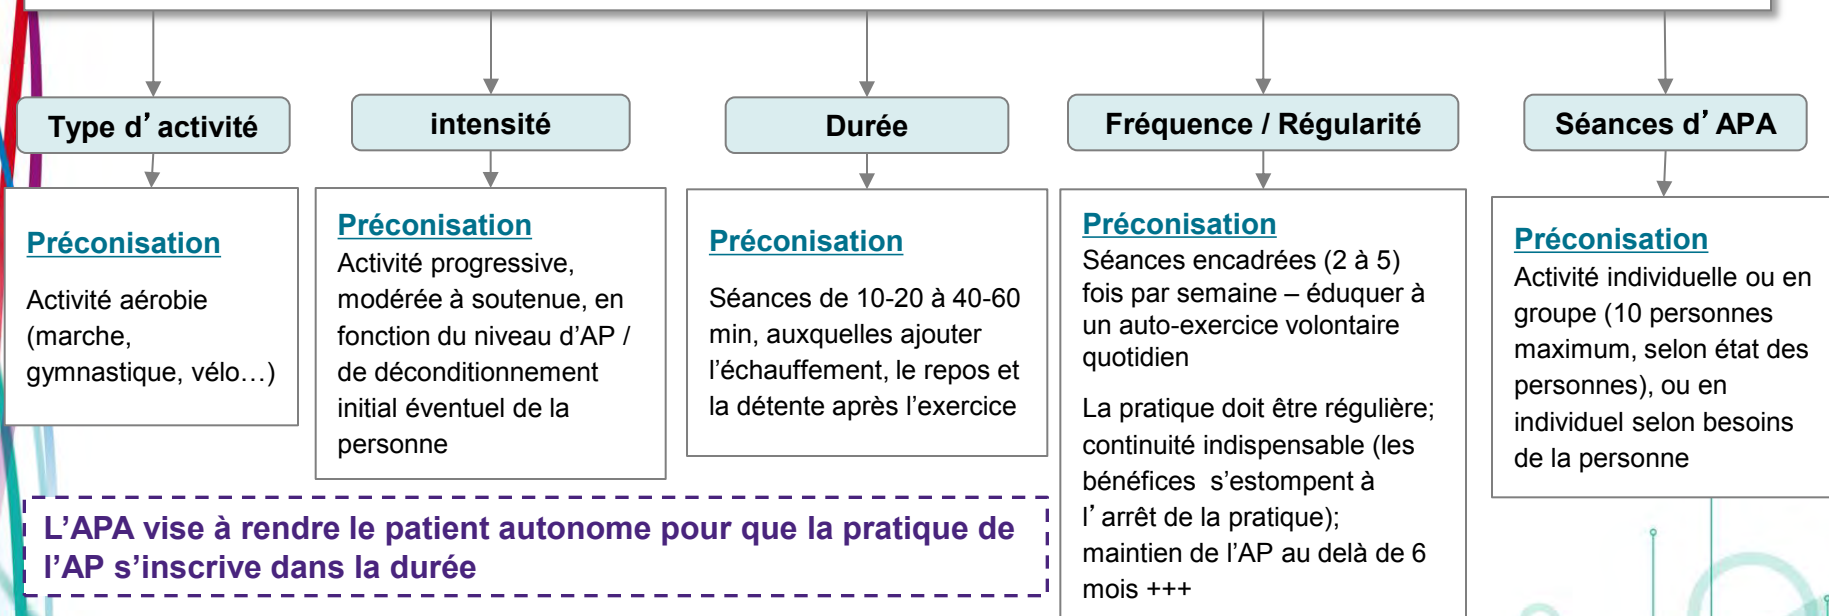 Type d’activité
Préconisation
Activité aérobie
(marche,
gymnastique, vélo…)
intensité
Préconisation
Activité progressive,
modérée à soutenue, en
fonction du niveau d’AP /
de déconditionnement
initial éventuel de la
personne
Durée
Préconisation
Séances de 10-20 à 40-60
min, auxquelles ajouter
l’échauffement, le repos et
la détente après l’exercice
Fréquence / Régularité
Préconisation
Séances encadrées (2 à 5)
fois par semaine – éduquer à
un auto-exercice volontaire
quotidien
La pratique doit être régulière;
continuité indispensable (les
bénéfices s’estompent à
l’arrêt de la pratique);
maintien de l’AP au delà de 6
mois +++
Séances d’APA
Préconisation
Activité individuelle ou en
groupe (10 personnes
maximum, selon état des
personnes), ou en
individuel selon besoins
de la personne
L’APA vise à rendre le patient autonome pour que la pratique de
l’AP s’inscrive dans la durée